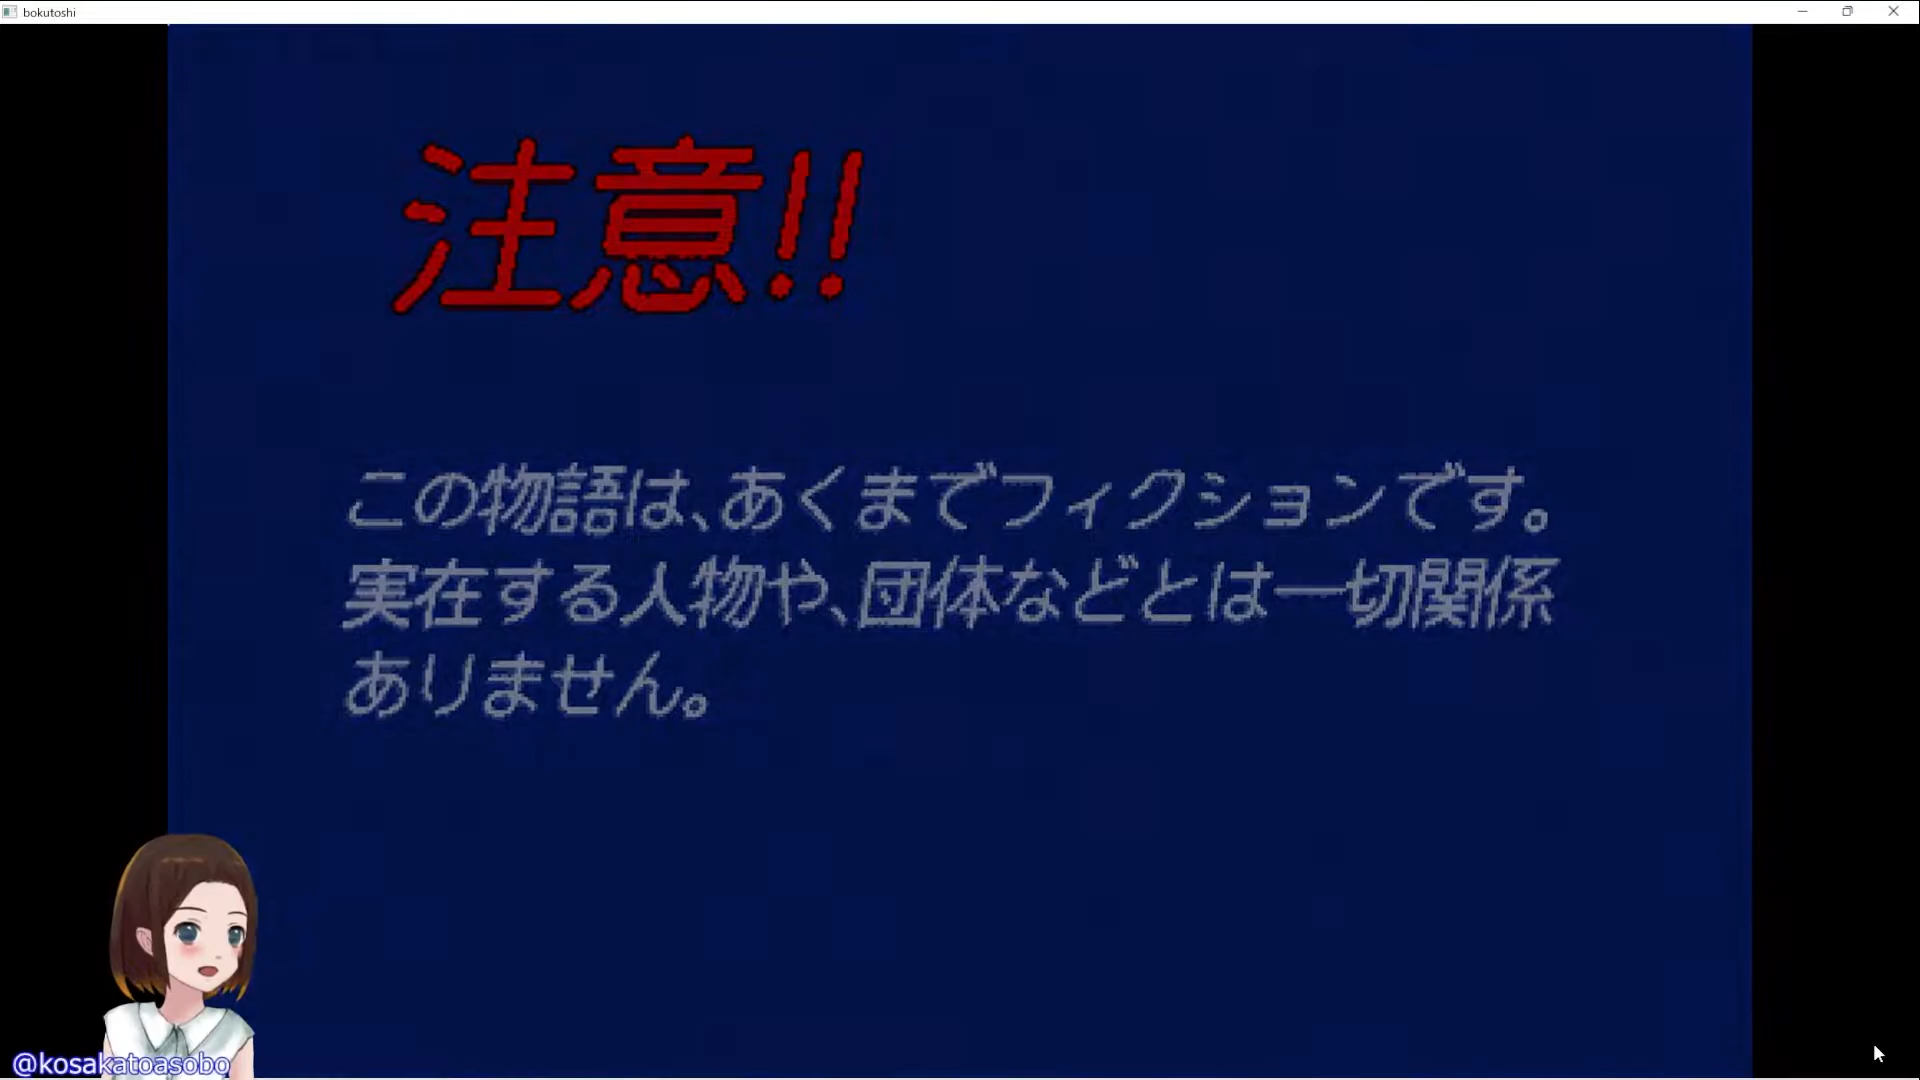 bokutoshi
注意!!
この物語は、あくまでフィクションです。
実在する人物や、団体などとは一切関係
ありません。
@kosakatoasobo